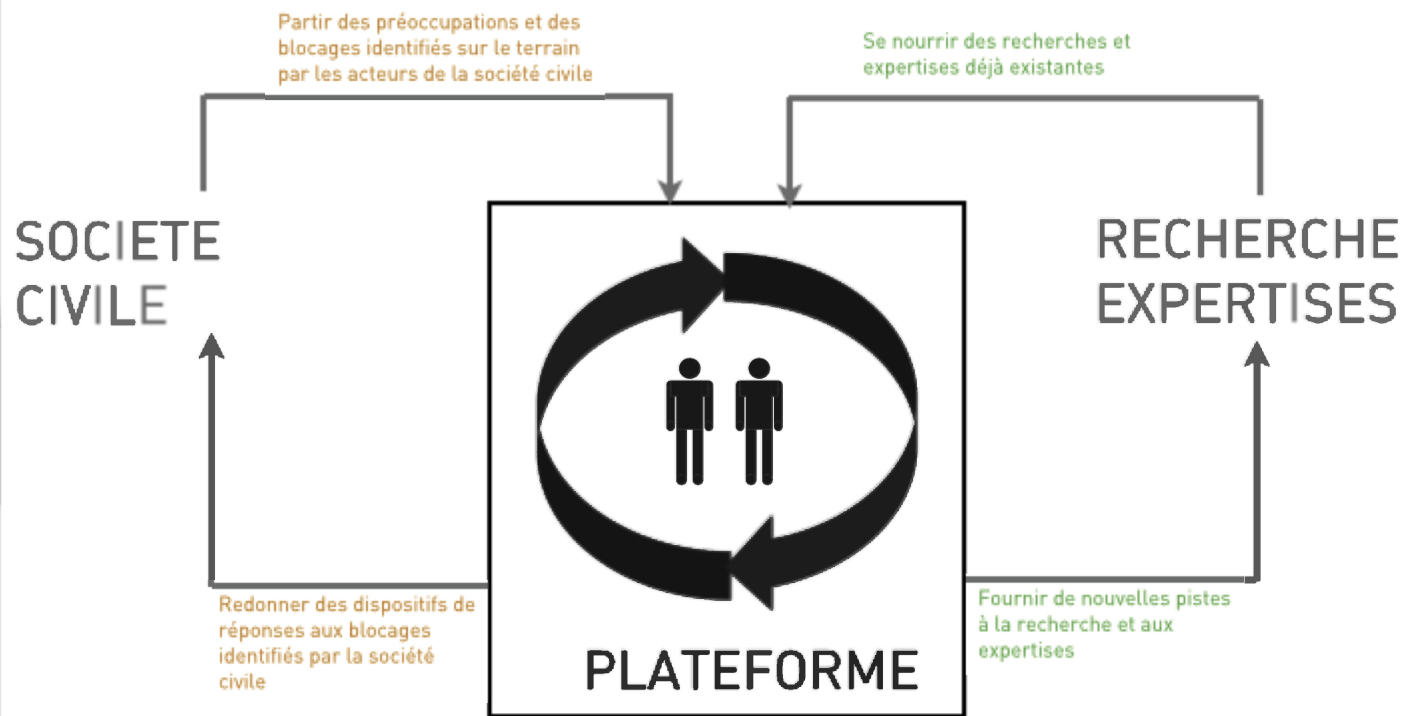 Partir des préoccupations et des
blocages identifiés sur le terrain
par les acteurs de la société civile
Se nourrir des recherches et
expertises déjà existantes
SOCIETE
CIVILE
RECHERCHE
EXPERTISES
Redonner des dispositifs de
réponses aux blocages
identifiés par la société
civile
Fournir de nouvelles pistes
à la recherche et aux
expertises
PLATEFORME